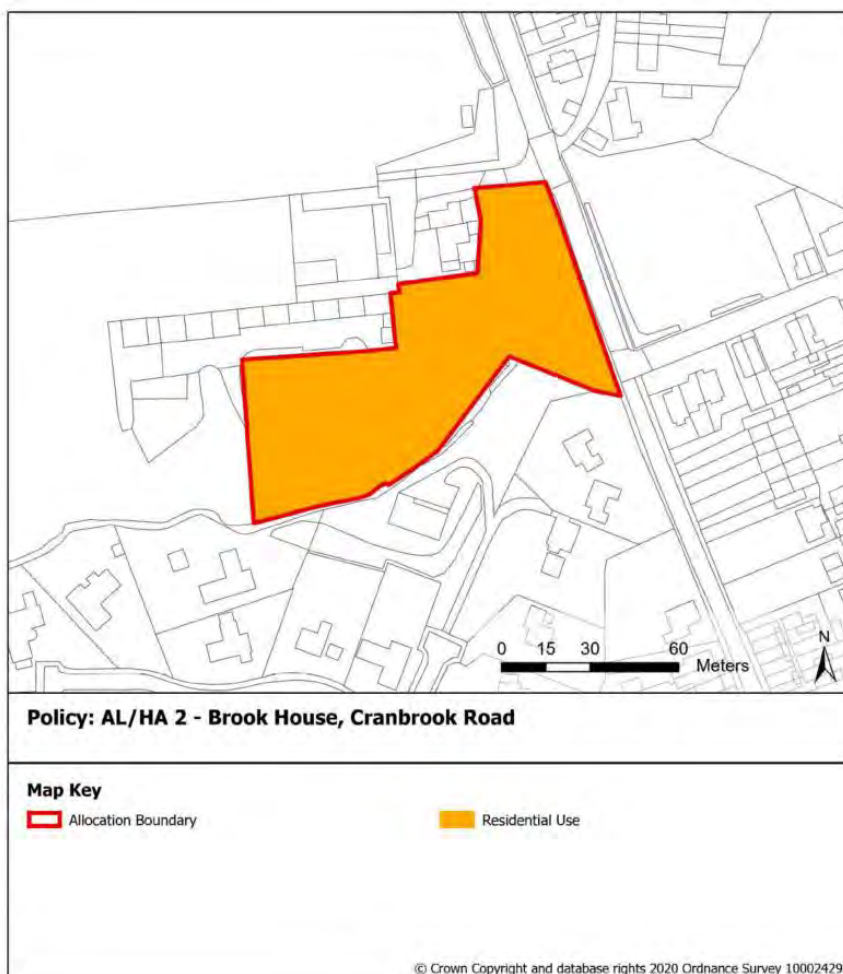 0 15 30 60
Meters
N
Policy: AL/HA 2 - Brook House, Cranbrook Road
Map Key
Allocation Boundary
Residential Use
© Crown Copyright and database rights 2020 Ordnance Survey 10002429